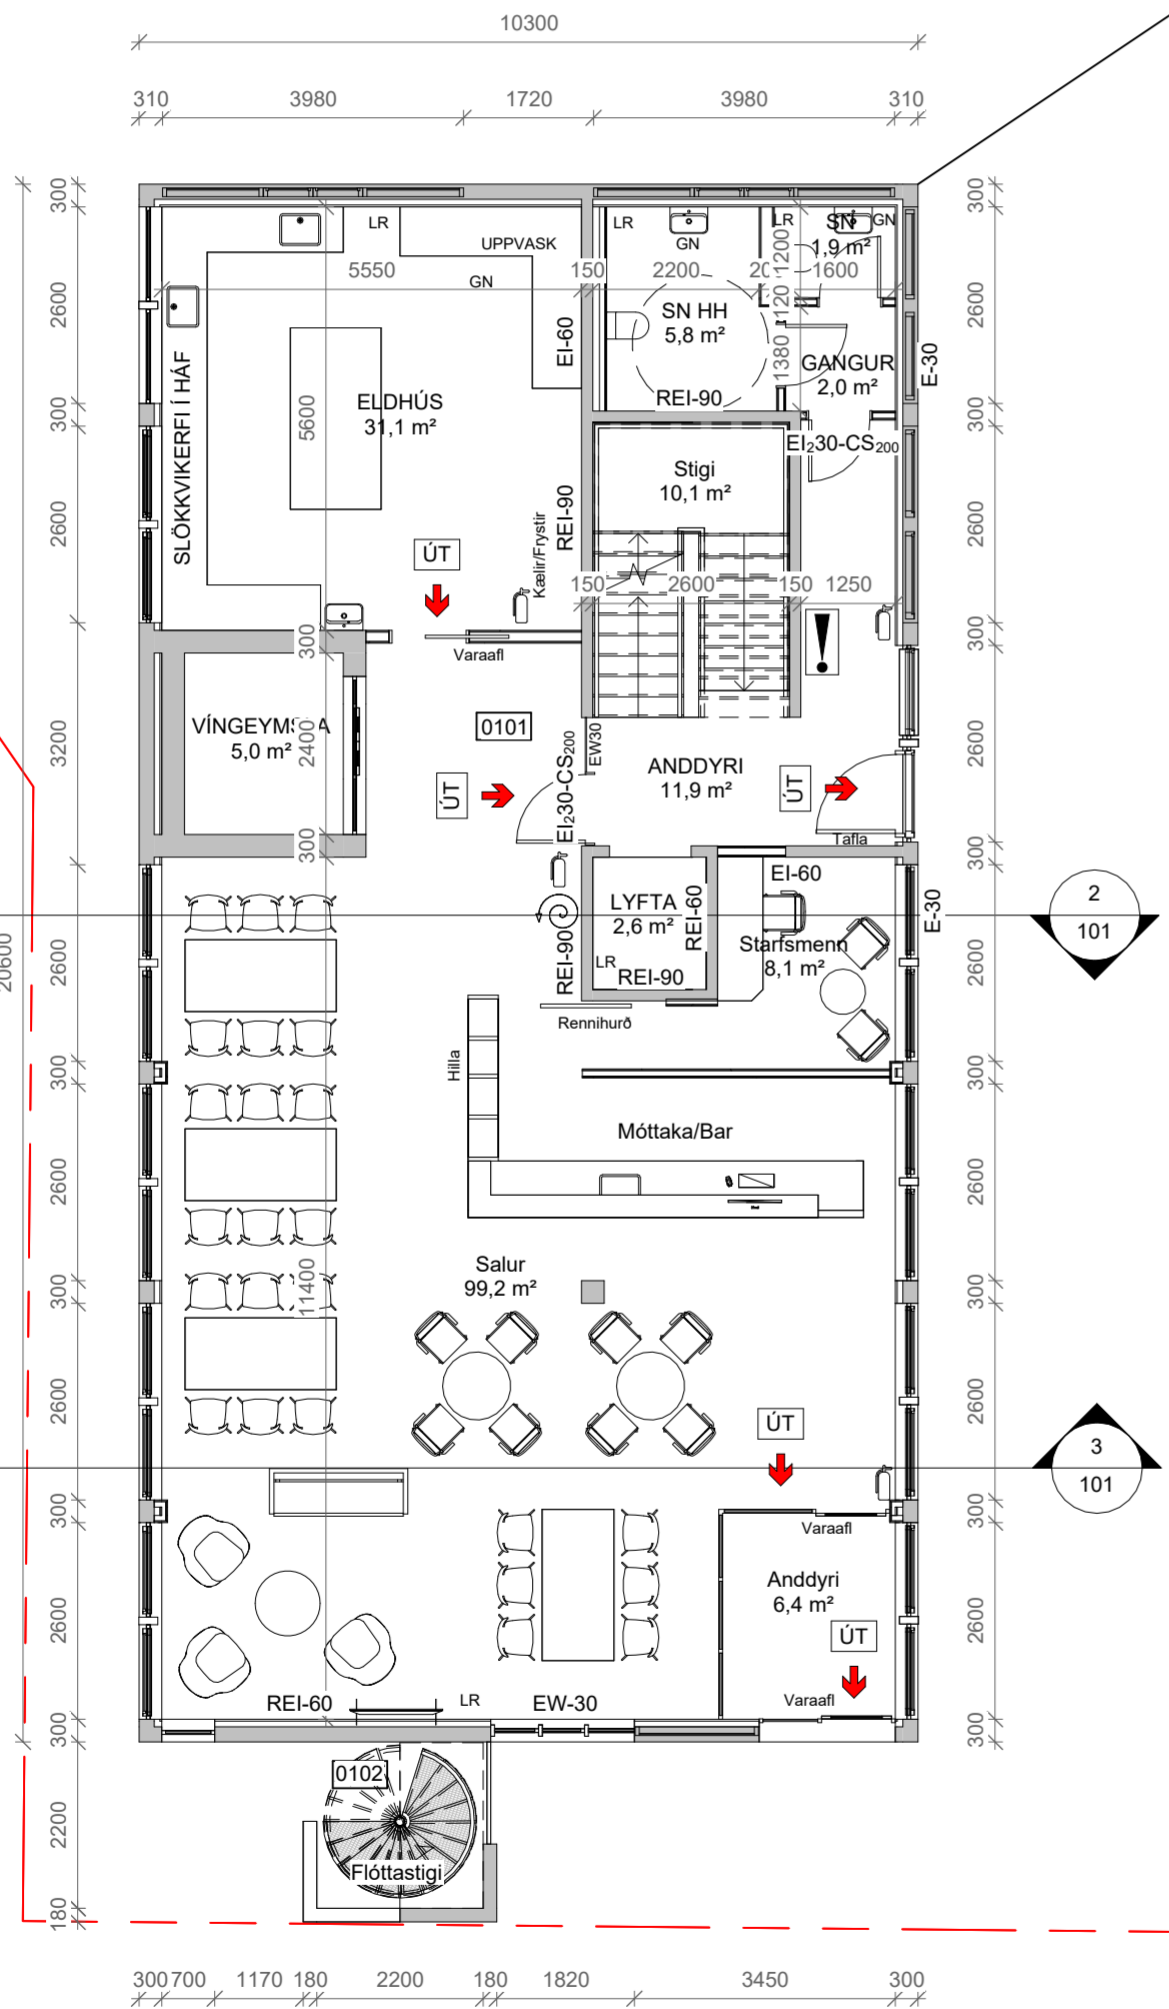 10300
310
3980
1720
3980
310
300
2600
300
2600
3200
2600
300
2600
300
2600
300
2600
300
2200
180
20600
LR
UPPVASK
GN
5550
150
2200
1600
LR
GN
LR
GN
SN
1,9 m²
1200
120
1380
SN HH
5,8 m²
GANGUR
2,0 m²
E-30
EI-60
REI-90
SLÖKKVIKERFI Í HÁF
ELDHÚS
31,1 m²
5600
EI₂30-CS₂₀₀
Stigi
10,1 m²
REI-90
Kælir/Frystir
ÚT
150
2600
150
1250
300
Varaafl
VÍNGEYMS
A
5,0 m²
2400
300
0101
ÚT
EI₂30-CS₂₀₀
EW30
ANDDYRI
11,9 m²
ÚT
Tafla
EI-60
LYFTA
2,6 m²
REI-60
REI-90
LR
REI-90
Starfsmenn
8,1 m²
E-30
2
101
Rennihurð
Hilla
Móttaka/Bar
Salur
99,2 m²
11400
ÚT
3
101
Varaafl
Anddyri
6,4 m²
ÚT
Varaafl
REI-60
LR
EW-30
0102
Flóttastigi
300
2600
300
2600
300
2600
300
2600
300
2600
300
2600
300
2600
300
300
700
1170
180
2200
180
1820
3450
300